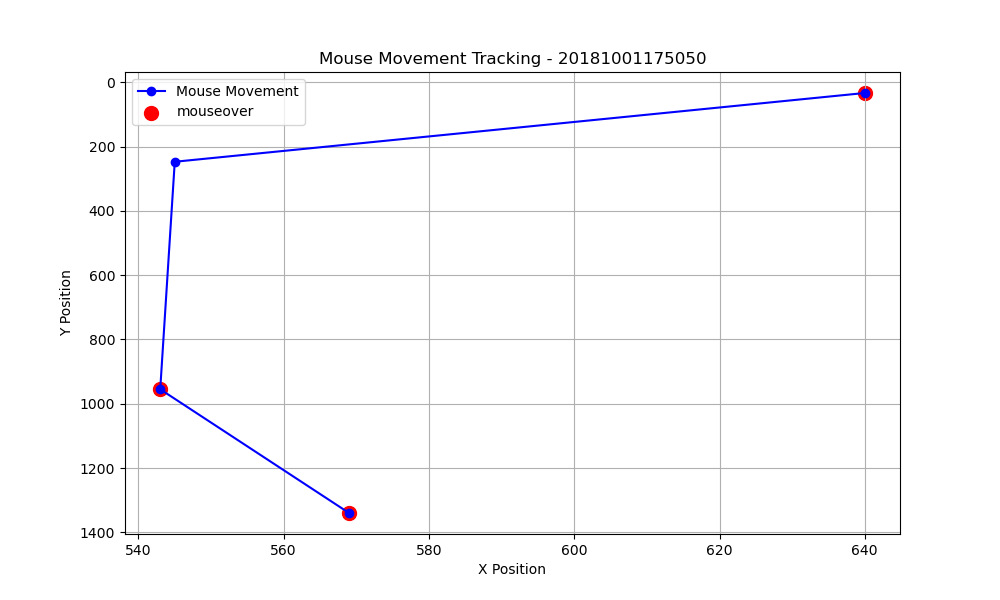 Mouse Movement Tracking - 20181001175050
Mouse Movement
mouseover
0
200
400
600
800
1000
1200
1400
Y Position
540 560 580 600 620 640
X Position